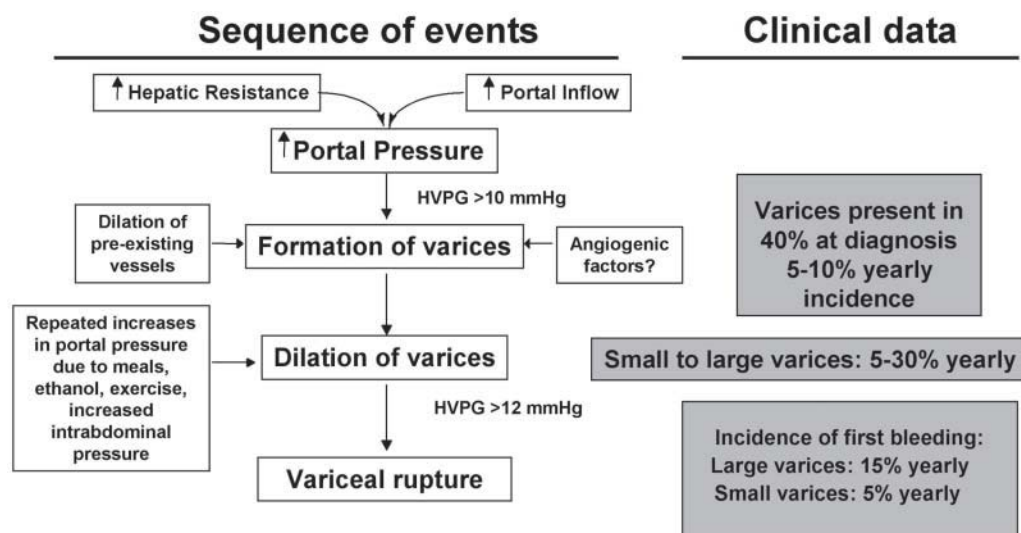 Sequence of events
Clinical data
↑ Hepatic Resistance
↑ Portal Inflow
↑ Portal Pressure
HVPG >10 mmHg
Dilation of
pre-existing
vessels
Formation of varices
Angiogenic
factors?
Varices present in
40% at diagnosis
5-10% yearly
incidence
Repeated increases
in portal pressure
due to meals,
ethanol, exercise,
increased
intrabdominal
pressure
Dilation of varices
Small to large varices: 5-30% yearly
HVPG >12 mmHg
Variceal rupture
Incidence of first bleeding:
Large varices: 15% yearly
Small varices: 5% yearly